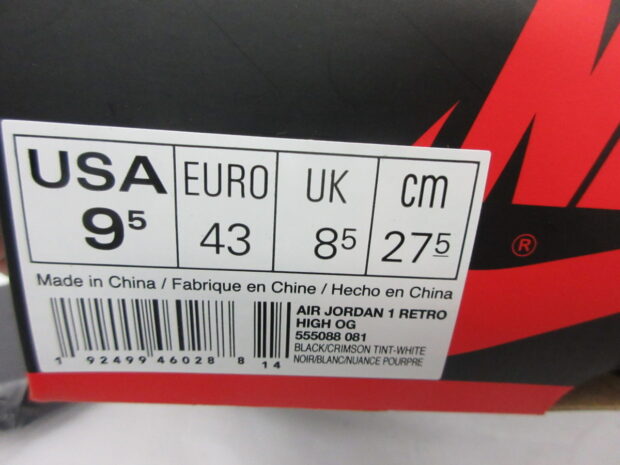 USA 9⁵
EURO 43
UK 8⁵
cm 27⁵
Made in China / Fabrique en Chine / Hecho en China
AIR JORDAN 1 RETRO
HIGH OG
555088 081
BLACK/CRIMSON TINT-WHITE
NOIR/BLANC/NUANCE POURPRE
1 92499 46028 8 14
®